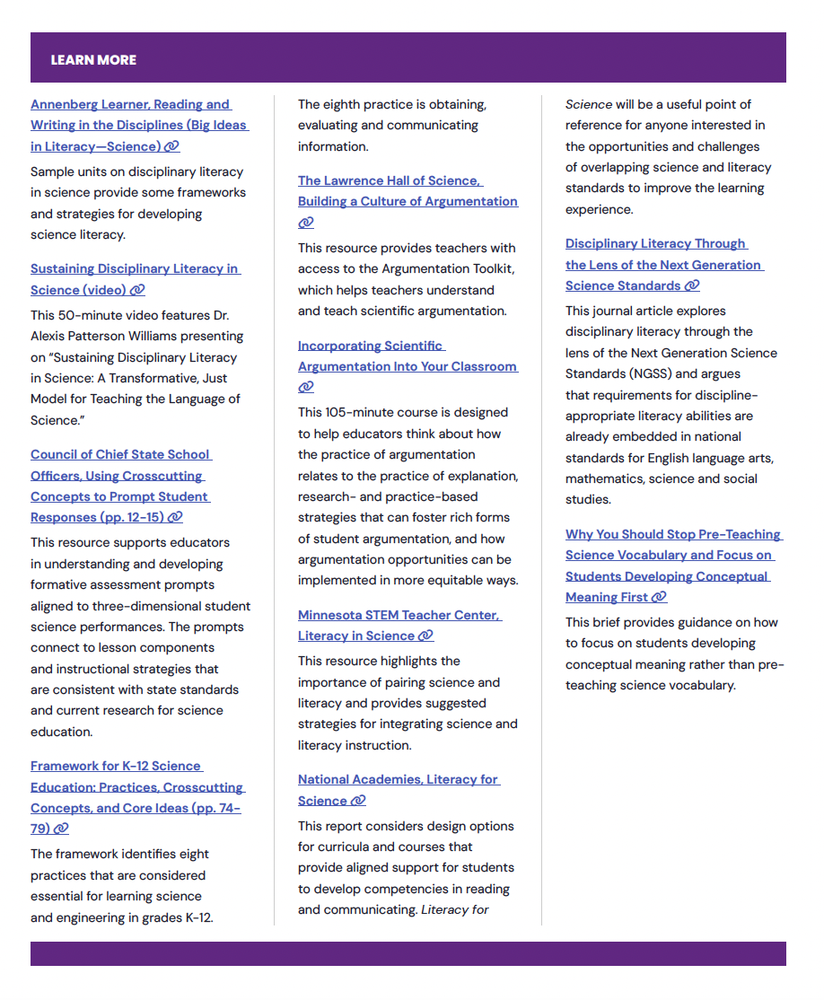 LEARN MORE
Annenberg Learner, Reading and
Writing in the Disciplines (Big Ideas
in Literacy—Science)
Sample units on disciplinary literacy
in science provide some frameworks
and strategies for developing
science literacy.
Sustaining Disciplinary Literacy in
Science (video)
This 50-minute video features Dr.
Alexis Patterson Williams presenting
on “Sustaining Disciplinary Literacy
in Science: A Transformative, Just
Model for Teaching the Language of
Science.”
Council of Chief State School
Officers, Using Crosscutting
Concepts to Prompt Student
Responses (pp. 12-15)
This resource supports educators
in understanding and developing
formative assessment prompts
aligned to three-dimensional student
science performances. The prompts
connect to lesson components
and instructional strategies that
are consistent with state standards
and current research for science
education.
Framework for K-12 Science
Education: Practices, Crosscutting
Concepts, and Core Ideas (pp. 74-
79)
The framework identifies eight
practices that are considered
essential for learning science
and engineering in grades K-12.
The eighth practice is obtaining,
evaluating and communicating
information.
The Lawrence Hall of Science,
Building a Culture of Argumentation
This resource provides teachers with
access to the Argumentation Toolkit,
which helps teachers understand
and teach scientific argumentation.
Incorporating Scientific
Argumentation Into Your Classroom
This 105-minute course is designed
to help educators think about how
the practice of argumentation
relates to the practice of explanation,
research- and practice-based
strategies that can foster rich forms
of student argumentation, and how
argumentation opportunities can be
implemented in more equitable ways.
Minnesota STEM Teacher Center,
Literacy in Science
This resource highlights the
importance of pairing science and
literacy and provides suggested
strategies for integrating science and
literacy instruction.
National Academies, Literacy for
Science
This report considers design options
for curricula and courses that
provide aligned support for students
to develop competencies in reading
and communicating. Literacy for
Science will be a useful point of
reference for anyone interested in
the opportunities and challenges
of overlapping science and literacy
standards to improve the learning
experience.
Disciplinary Literacy Through
the Lens of the Next Generation
Science Standards
This journal article explores
disciplinary literacy through the
lens of the Next Generation Science
Standards (NGSS) and argues
that requirements for discipline-
appropriate literacy abilities are
already embedded in national
standards for English language arts,
mathematics, science and social
studies.
Why You Should Stop Pre-Teaching
Science Vocabulary and Focus on
Students Developing Conceptual
Meaning First
This brief provides guidance on how
to focus on students developing
conceptual meaning rather than pre-
teaching science vocabulary.